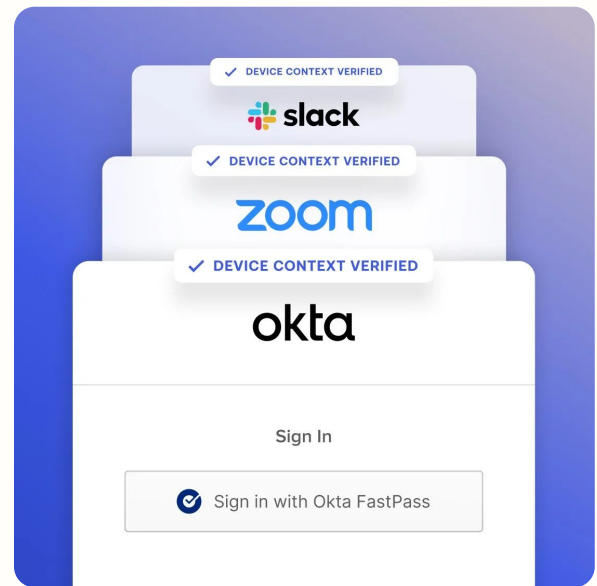 DEVICE CONTEXT VERIFIED
slack
DEVICE CONTEXT VERIFIED
zoom
DEVICE CONTEXT VERIFIED
okta
Sign In
Sign in with Okta FastPass